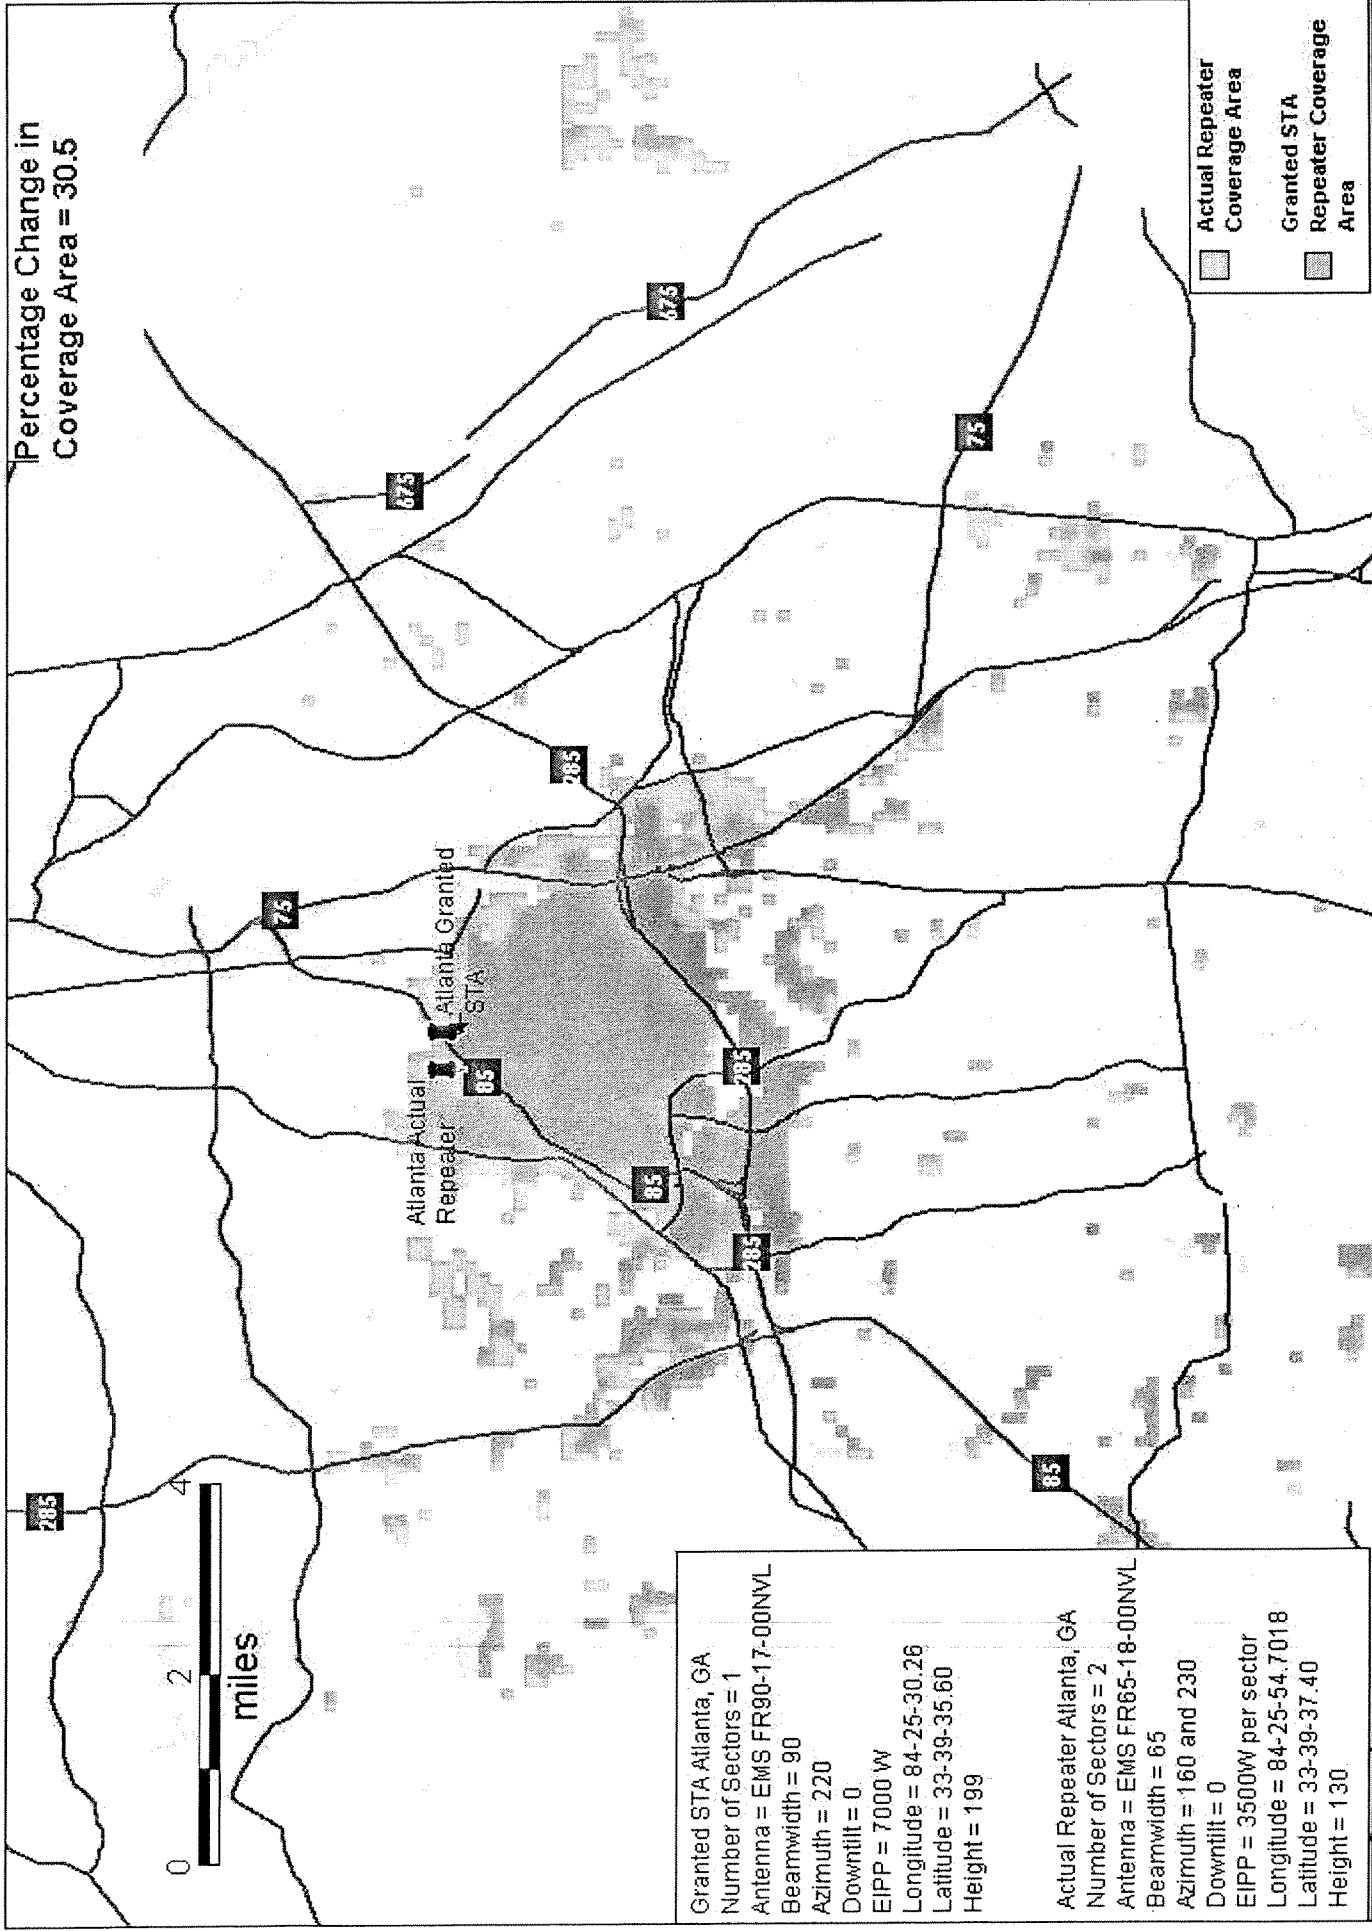 Percentage Change in
Coverage Area = 30.5
285
0 2 4
miles
75
675
Atlanta Actual
Repeater
Atlanta Granted
STA
85
285
675
85
285
285
75
85
Granted STA Atlanta, GA
Number of Sectors = 1
Antenna = EMS FR90-17-00NVL
Beamwidth = 90
Azimuth = 220
Downtilt = 0
EIPP = 7000 W
Longitude = 84-25-30.26
Latitude = 33-39-35.60
Height = 199
Actual Repeater Atlanta, GA
Number of Sectors = 2
Antenna = EMS FR65-18-00NVL
Beamwidth = 65
Azimuth = 160 and 230
Downtilt = 0
EIPP = 3500W per sector
Longitude = 84-25-54.7018
Latitude = 33-39-37.40
Height = 130
Actual Repeater
Coverage Area
Granted STA
Repeater Coverage
Area